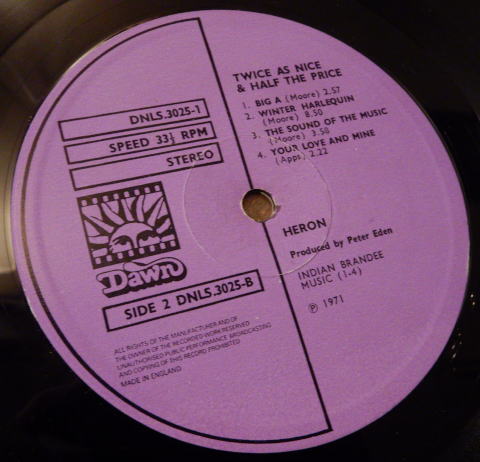 DNLS.3025-1
SPEED 33⅓ RPM
STEREO
Dawn
SIDE 2 DNLS.3025-B
ALL RIGHTS OF THE MANUFACTURER AND OF
THE OWNER OF THE RECORDED WORK RESERVED
UNAUTHORISED PUBLIC PERFORMANCE BROADCASTING
AND COPYING OF THIS RECORD PROHIBITED
MADE IN ENGLAND
TWICE AS NICE
& HALF THE PRICE
1. BIG A (Moore) 2.57
2. WINTER HARLEQUIN
(Moore) 8.50
3. THE SOUND OF THE MUSIC
(Moore) 3.58
4. YOUR LOVE AND MINE
(Apps) 2.22
HERON
Produced by Peter Eden
INDIAN BRANDEE
MUSIC (1-4)
℗ 1971